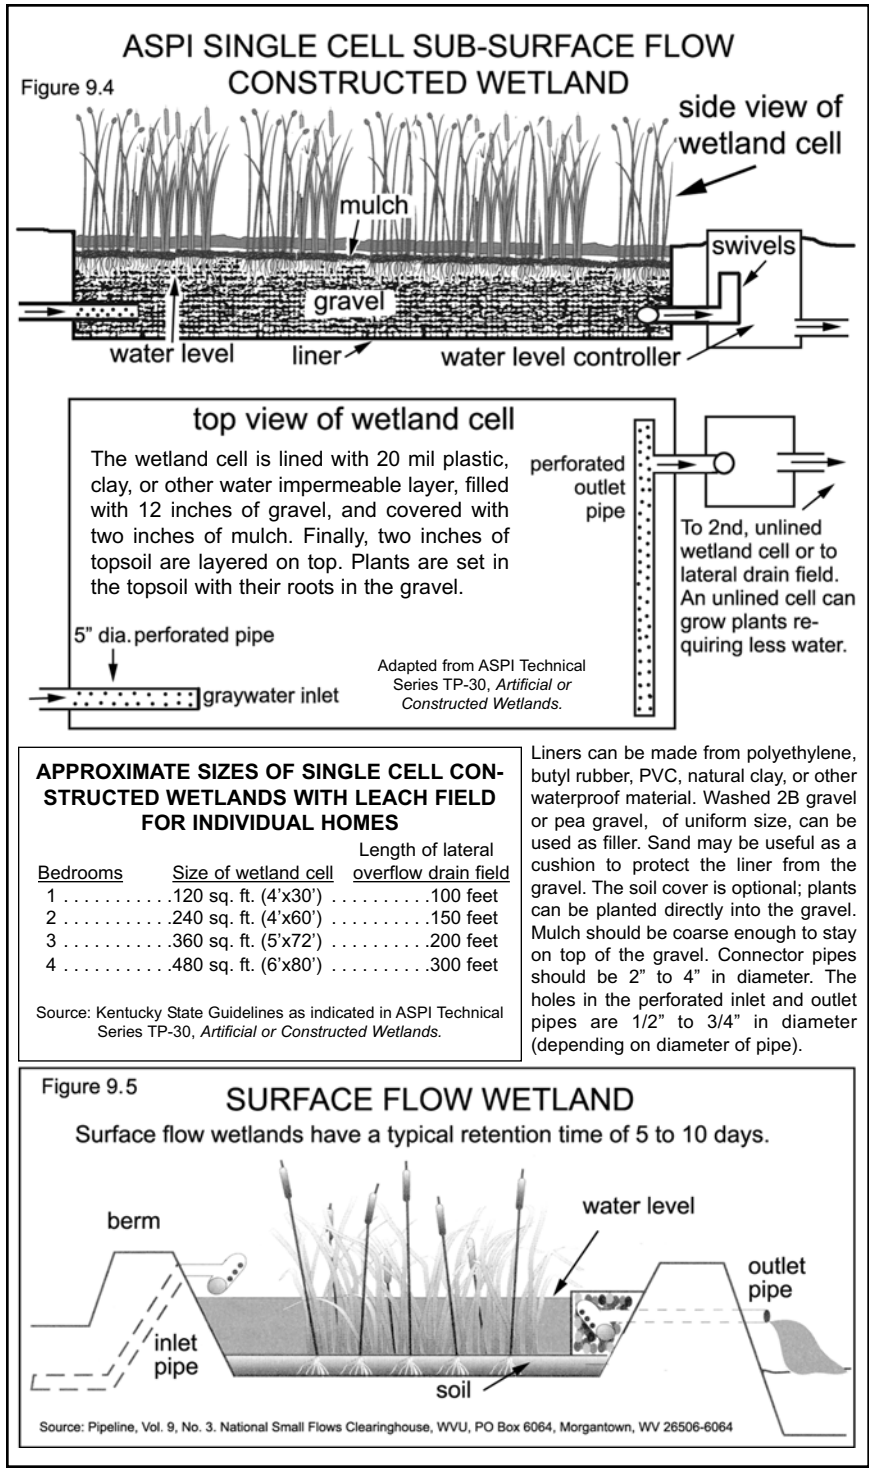 ASPI SINGLE CELL SUB-SURFACE FLOW
CONSTRUCTED WETLAND
Figure 9.4
side view of
wetland cell
mulch
swivels
gravel
water level
liner
water level controller
top view of wetland cell
The wetland cell is lined with 20 mil plastic,
clay, or other water impermeable layer, filled
with 12 inches of gravel, and covered with
two inches of mulch. Finally, two inches of
topsoil are layered on top. Plants are set in
the topsoil with their roots in the gravel.
perforated
outlet
pipe
To 2nd, unlined
wetland cell or to
lateral drain field.
An unlined cell can
grow plants re-
quiring less water.
5” dia. perforated pipe
graywater inlet
Adapted from ASPI Technical
Series TP-30, Artificial or
Constructed Wetlands.
APPROXIMATE SIZES OF SINGLE CELL CON-
STRUCTED WETLANDS WITH LEACH FIELD
FOR INDIVIDUAL HOMES
Length of lateral
Bedrooms Size of wetland cell overflow drain field
1 . . . . . . . . . . .120 sq. ft. (4’x30’) . . . . . . . . . .100 feet
2 . . . . . . . . . . .240 sq. ft. (4’x60’) . . . . . . . . . .150 feet
3 . . . . . . . . . . .360 sq. ft. (5’x72’) . . . . . . . . . .200 feet
4 . . . . . . . . . . .480 sq. ft. (6’x80’) . . . . . . . . . .300 feet
Source: Kentucky State Guidelines as indicated in ASPI Technical
Series TP-30, Artificial or Constructed Wetlands.
Liners can be made from polyethylene,
butyl rubber, PVC, natural clay, or other
waterproof material. Washed 2B gravel
or pea gravel, of uniform size, can be
used as filler. Sand may be useful as a
cushion to protect the liner from the
gravel. The soil cover is optional; plants
can be planted directly into the gravel.
Mulch should be coarse enough to stay
on top of the gravel. Connector pipes
should be 2” to 4” in diameter. The
holes in the perforated inlet and outlet
pipes are 1/2” to 3/4” in diameter
(depending on diameter of pipe).
Figure 9.5
SURFACE FLOW WETLAND
Surface flow wetlands have a typical retention time of 5 to 10 days.
water level
berm
outlet
pipe
inlet
pipe
soil
Source: Pipeline, Vol. 9, No. 3. National Small Flows Clearinghouse, WVU, PO Box 6064, Morgantown, WV 26506-6064